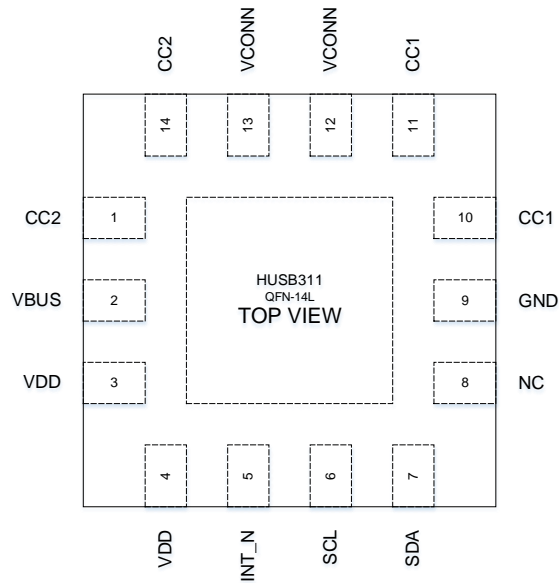 CC2
VCONN
VCONN
CC1
14
13
12
11
CC2
1
10
CC1
VBUS
2
HUSB311
QFN-14L
TOP VIEW
9
GND
VDD
3
8
NC
4
5
6
7
VDD
INT_N
SCL
SDA